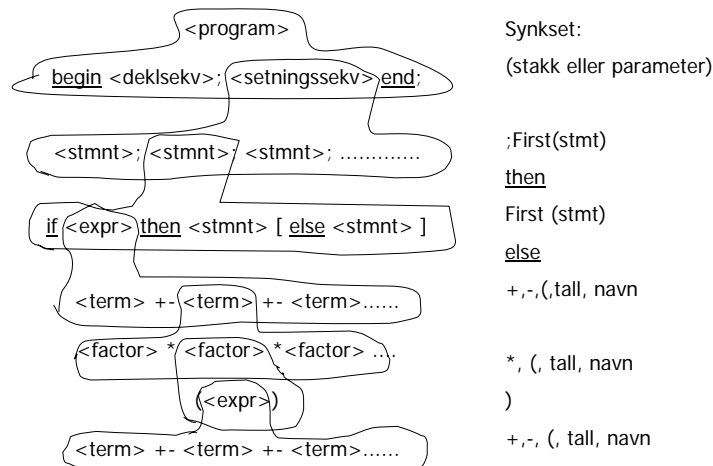 <program>
begin <deklsekv>; <setningssekv> end;
<stmnt>; <stmnt>; <stmnt>; .............
if <expr> then <stmnt> [ else <stmnt> ]
<term> +- <term> +- <term>......
<factor> * <factor> *<factor> ....
(<expr>)
<term> +- <term> +- <term>......
Synkset:
(stakk eller parameter)
;First(stmt)
then
First (stmt)
else
+,-,(,tall, navn
*, (, tall, navn
)
+,-, (, tall, navn